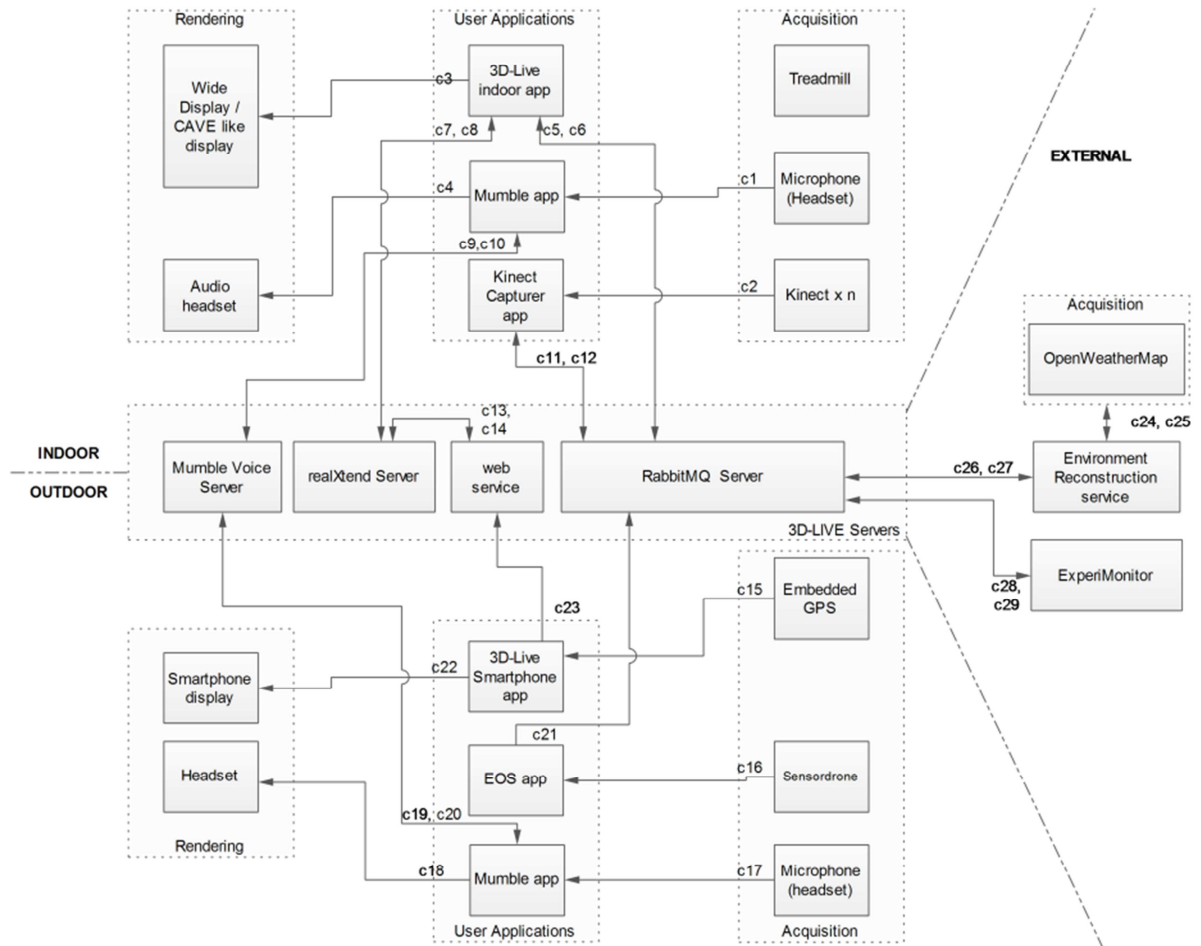 Rendering
User Applications
Acquisition
Wide
Display /
CAVE like
display
c3
3D-Live
indoor app
Treadmill
c7, c8
c5, c6
EXTERNAL
c4
Mumble app
c1
Microphone
(Headset)
c9,c10
Audio
headset
Kinect
Capturer
app
c2
Kinect x n
Acquisition
OpenWeatherMap
c11, c12
c13,
c14
c24, c25
INDOOR
OUTDOOR
Mumble Voice
Server
realXtend Server
web
service
RabbitMQ Server
c26, c27
Environment
Reconstruction
service
3D-LIVE Servers
ExperiMonitor
c28,
c29
c15
Embedded
GPS
c23
Smartphone
display
c22
3D-Live
Smartphone
app
c21
Headset
EOS app
c16
Sensordrone
c19, c20
Rendering
c18
Mumble app
c17
Microphone
(headset)
User Applications
Acquisition